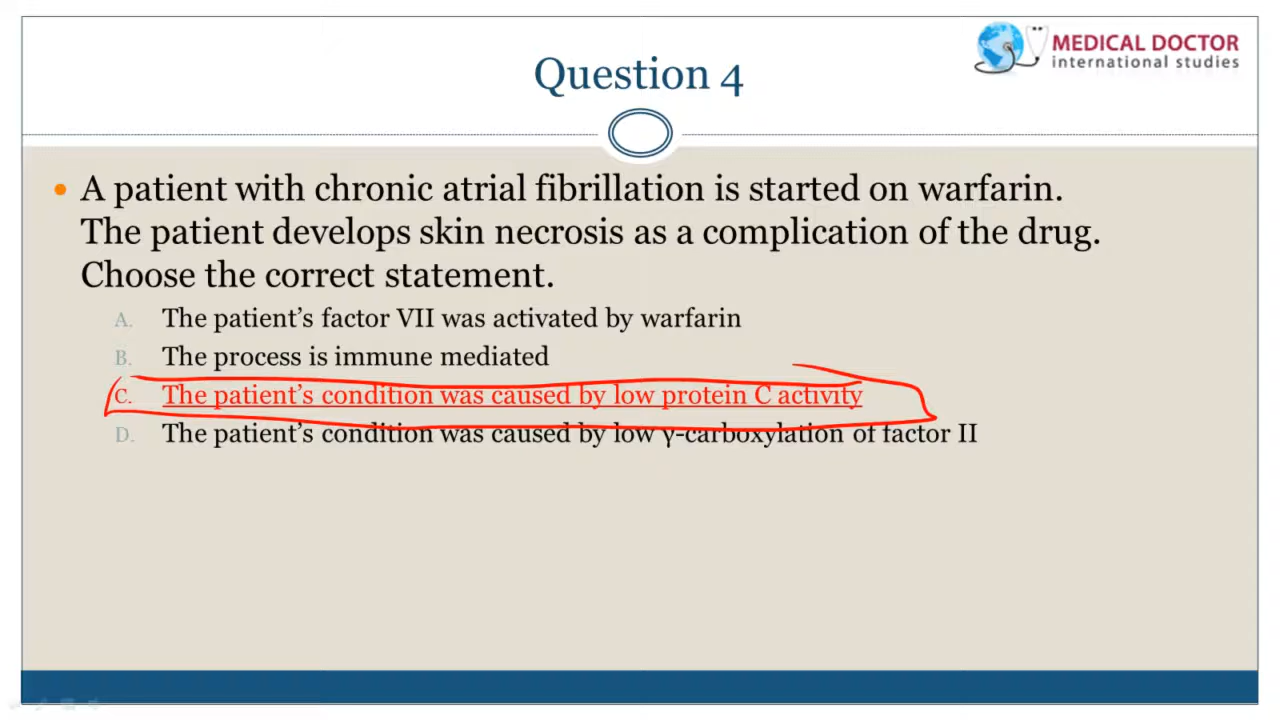 MEDICAL DOCTOR
international studies
Question 4
• A patient with chronic atrial fibrillation is started on warfarin.
The patient develops skin necrosis as a complication of the drug.
Choose the correct statement.
A. The patient's factor VII was activated by warfarin
B. The process is immune mediated
C. The patient's condition was caused by low protein C activity
D. The patient's condition was caused by low γ-carboxylation of factor II